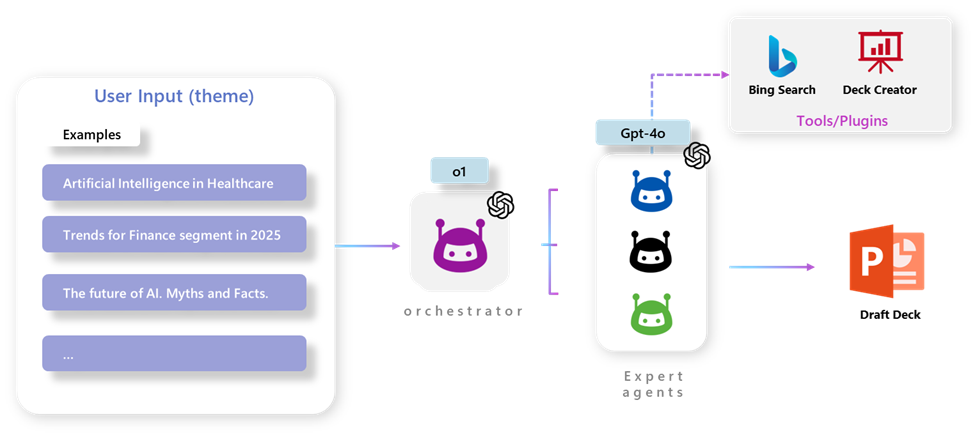 User Input (theme)
Examples
Artificial Intelligence in Healthcare
Trends for Finance segment in 2025
The future of AI. Myths and Facts.
...
o1
orchestrator
Gpt-4o
Expert
agents
Bing Search
Deck Creator
Tools/Plugins
P
Draft Deck